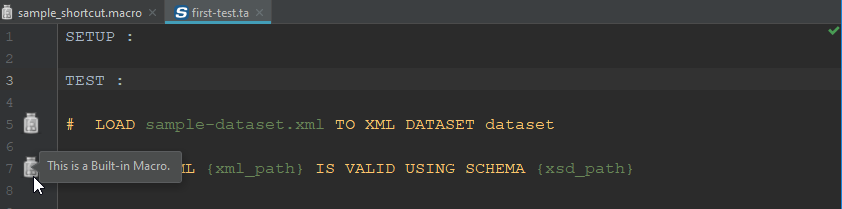 sample_shortcut.macro
first-test.ta
1 SETUP :
2
3 TEST :
4
5 # LOAD sample-dataset.xml TO XML DATASET dataset
6
This is a Built-in Macro.
7 {xml_path} IS VALID USING SCHEMA {xsd_path}
8